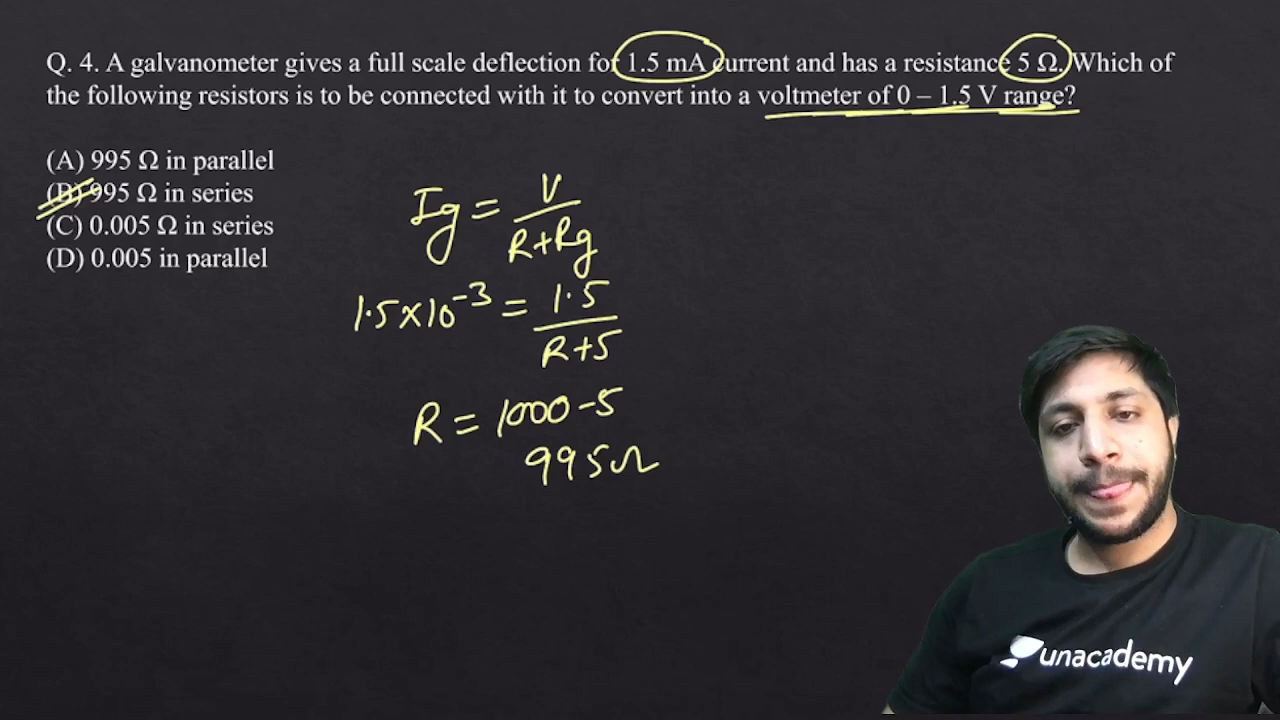 Q. 4. A galvanometer gives a full scale deflection for 1.5 mA current and has a resistance 5 Ω. Which of
the following resistors is to be connected with it to convert into a voltmeter of 0 – 1.5 V range?
(A) 995 Ω in parallel
(B) 995 Ω in series
(C) 0.005 Ω in series
(D) 0.005 in parallel
Ig = V
R+Rg
1.5×10⁻³ = 1.5
R+5
R = 1000-5
995Ω
unacademy